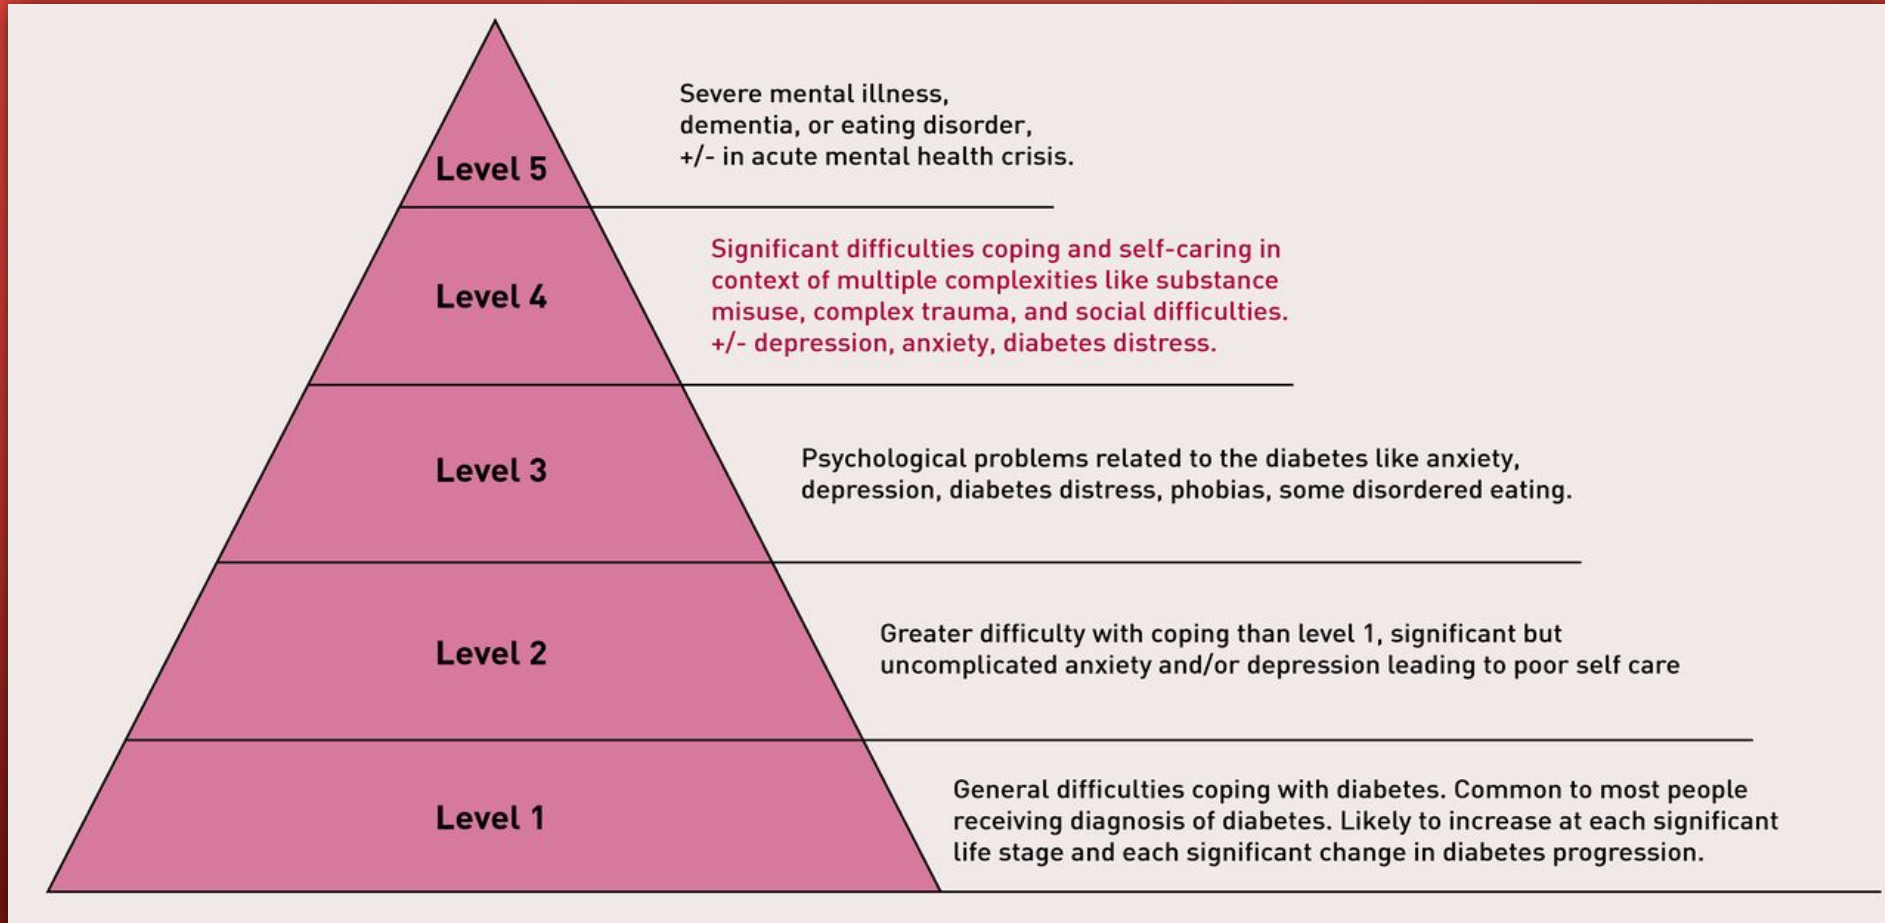 Level 5
Severe mental illness,
dementia, or eating disorder,
+/- in acute mental health crisis.
Level 4
Significant difficulties coping and self-caring in
context of multiple complexities like substance
misuse, complex trauma, and social difficulties.
+/- depression, anxiety, diabetes distress.
Level 3
Psychological problems related to the diabetes like anxiety,
depression, diabetes distress, phobias, some disordered eating.
Level 2
Greater difficulty with coping than level 1, significant but
uncomplicated anxiety and/or depression leading to poor self care
Level 1
General difficulties coping with diabetes. Common to most people
receiving diagnosis of diabetes. Likely to increase at each significant
life stage and each significant change in diabetes progression.